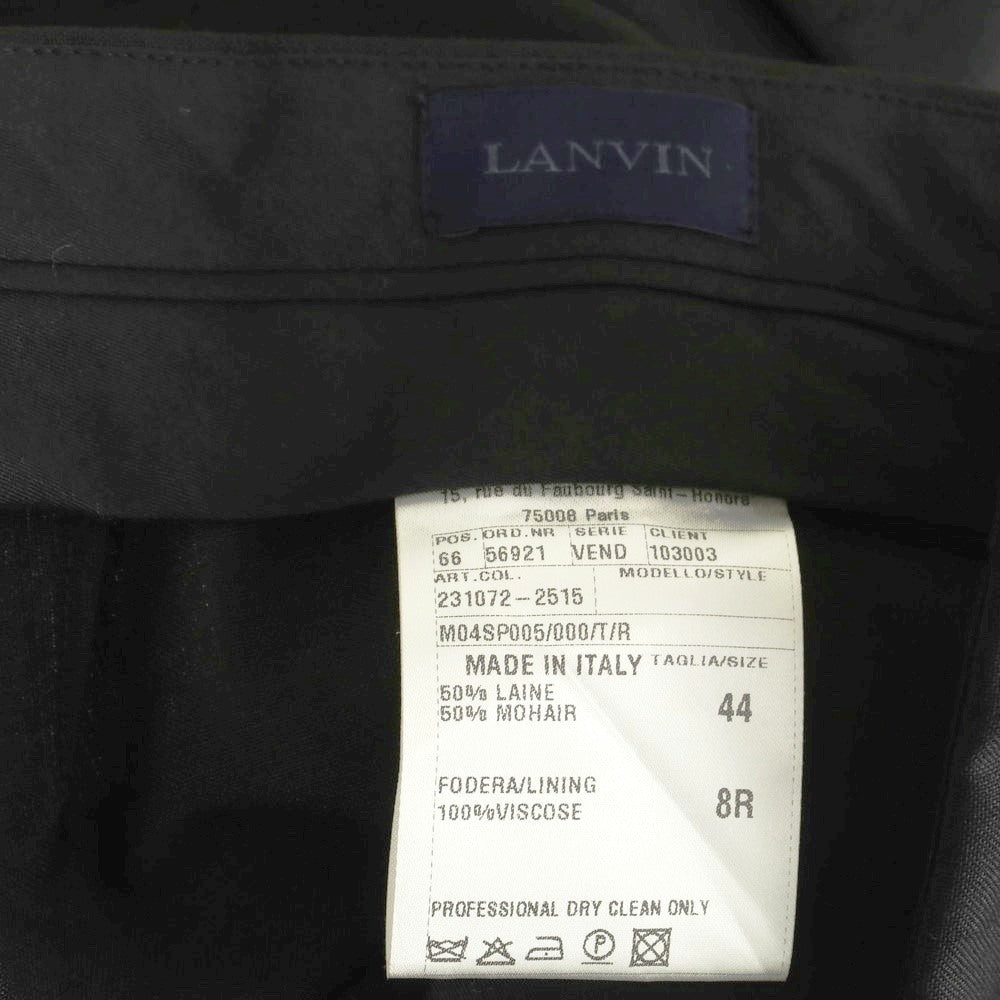 LANVIN
15, rue du Faubourg Saint-Honoré
75008 Paris
POS. ORD.NR SERIE CLIENT
66 56921 VEND 103003
ART.COL. MODELLO/STYLE
231072-2515
M04SP005/000/T/R
MADE IN ITALY TAGLIA/SIZE
50% LAINE
50% MOHAIR 44
FODERA/LINING
100%VISCOSE 8R
PROFESSIONAL DRY CLEAN ONLY
P